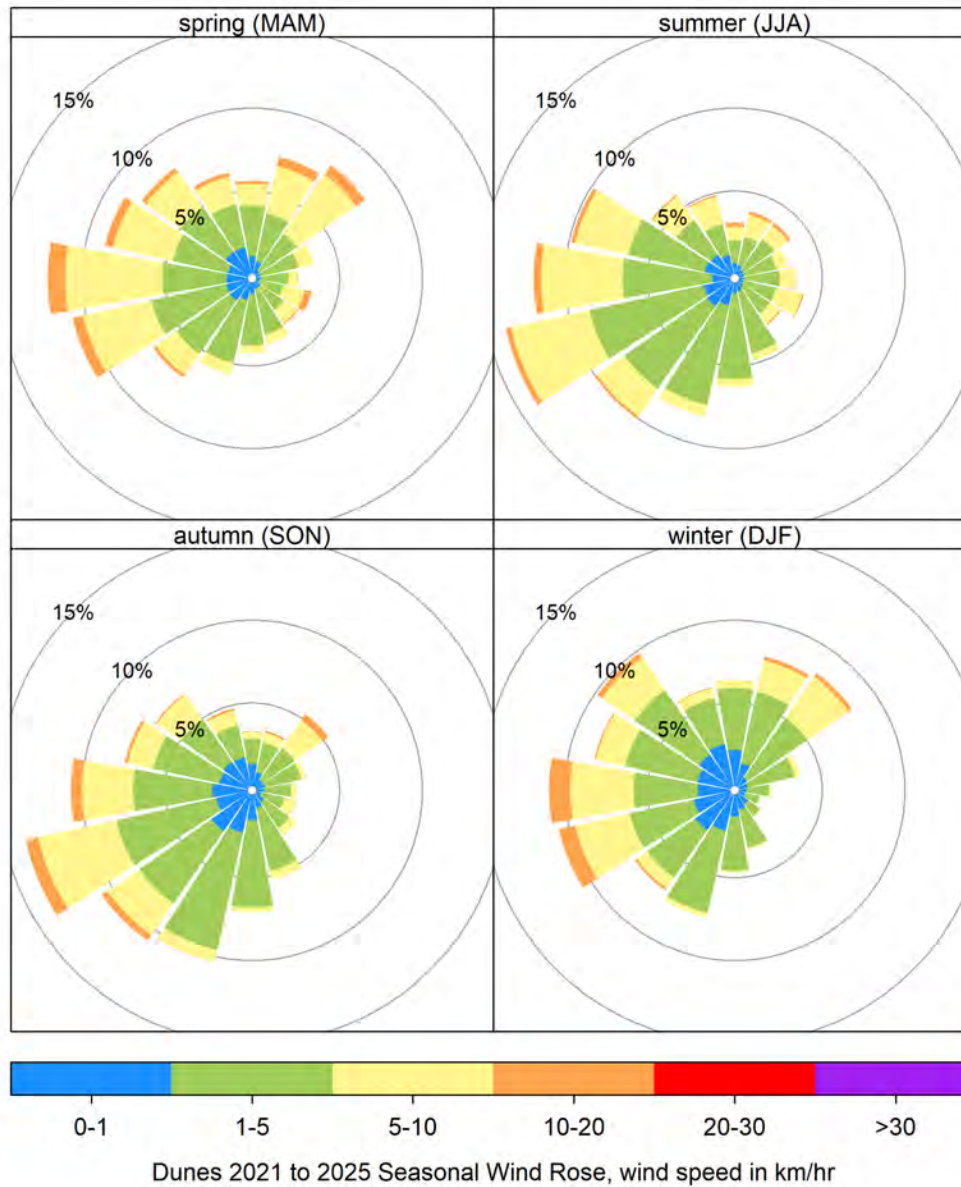 spring (MAM)
summer (JJA)
15%
10%
5%
15%
10%
5%
autumn (SON)
winter (DJF)
15%
10%
5%
15%
10%
5%
0-1 1-5 5-10 10-20 20-30 >30
Dunes 2021 to 2025 Seasonal Wind Rose, wind speed in km/hr